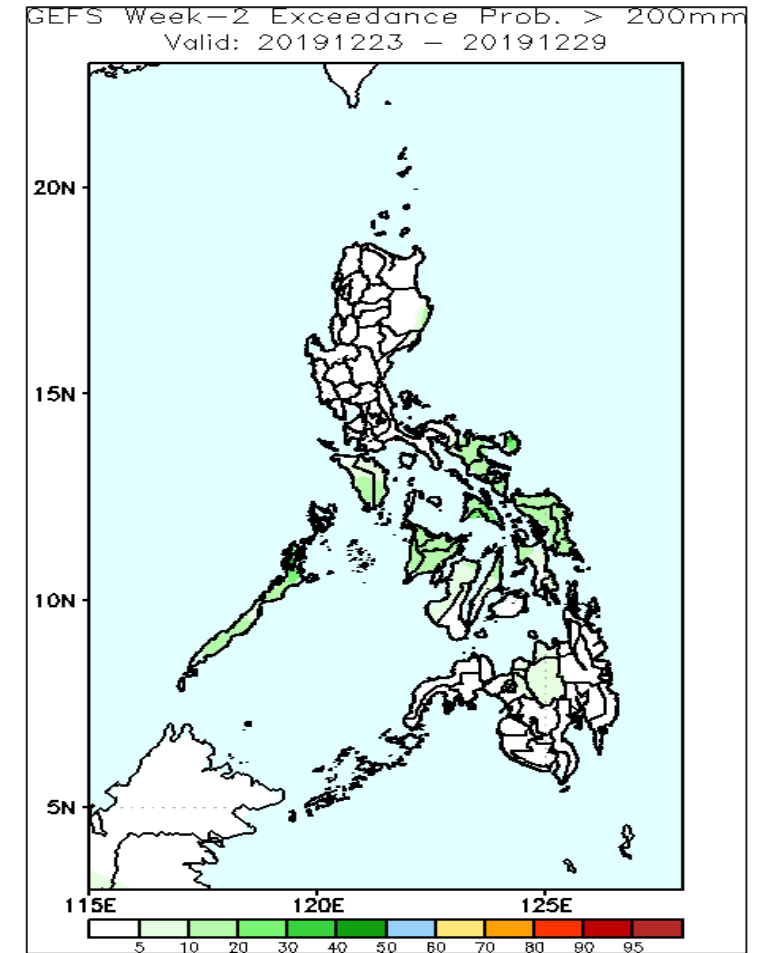 GEFS Week-2 Exceedance Prob. > 200mm
Valid: 20191223 - 20191229
20N
15N
10N
5N
115E 120E 125E
5 10 20 30 40 50 60 70 80 90 95